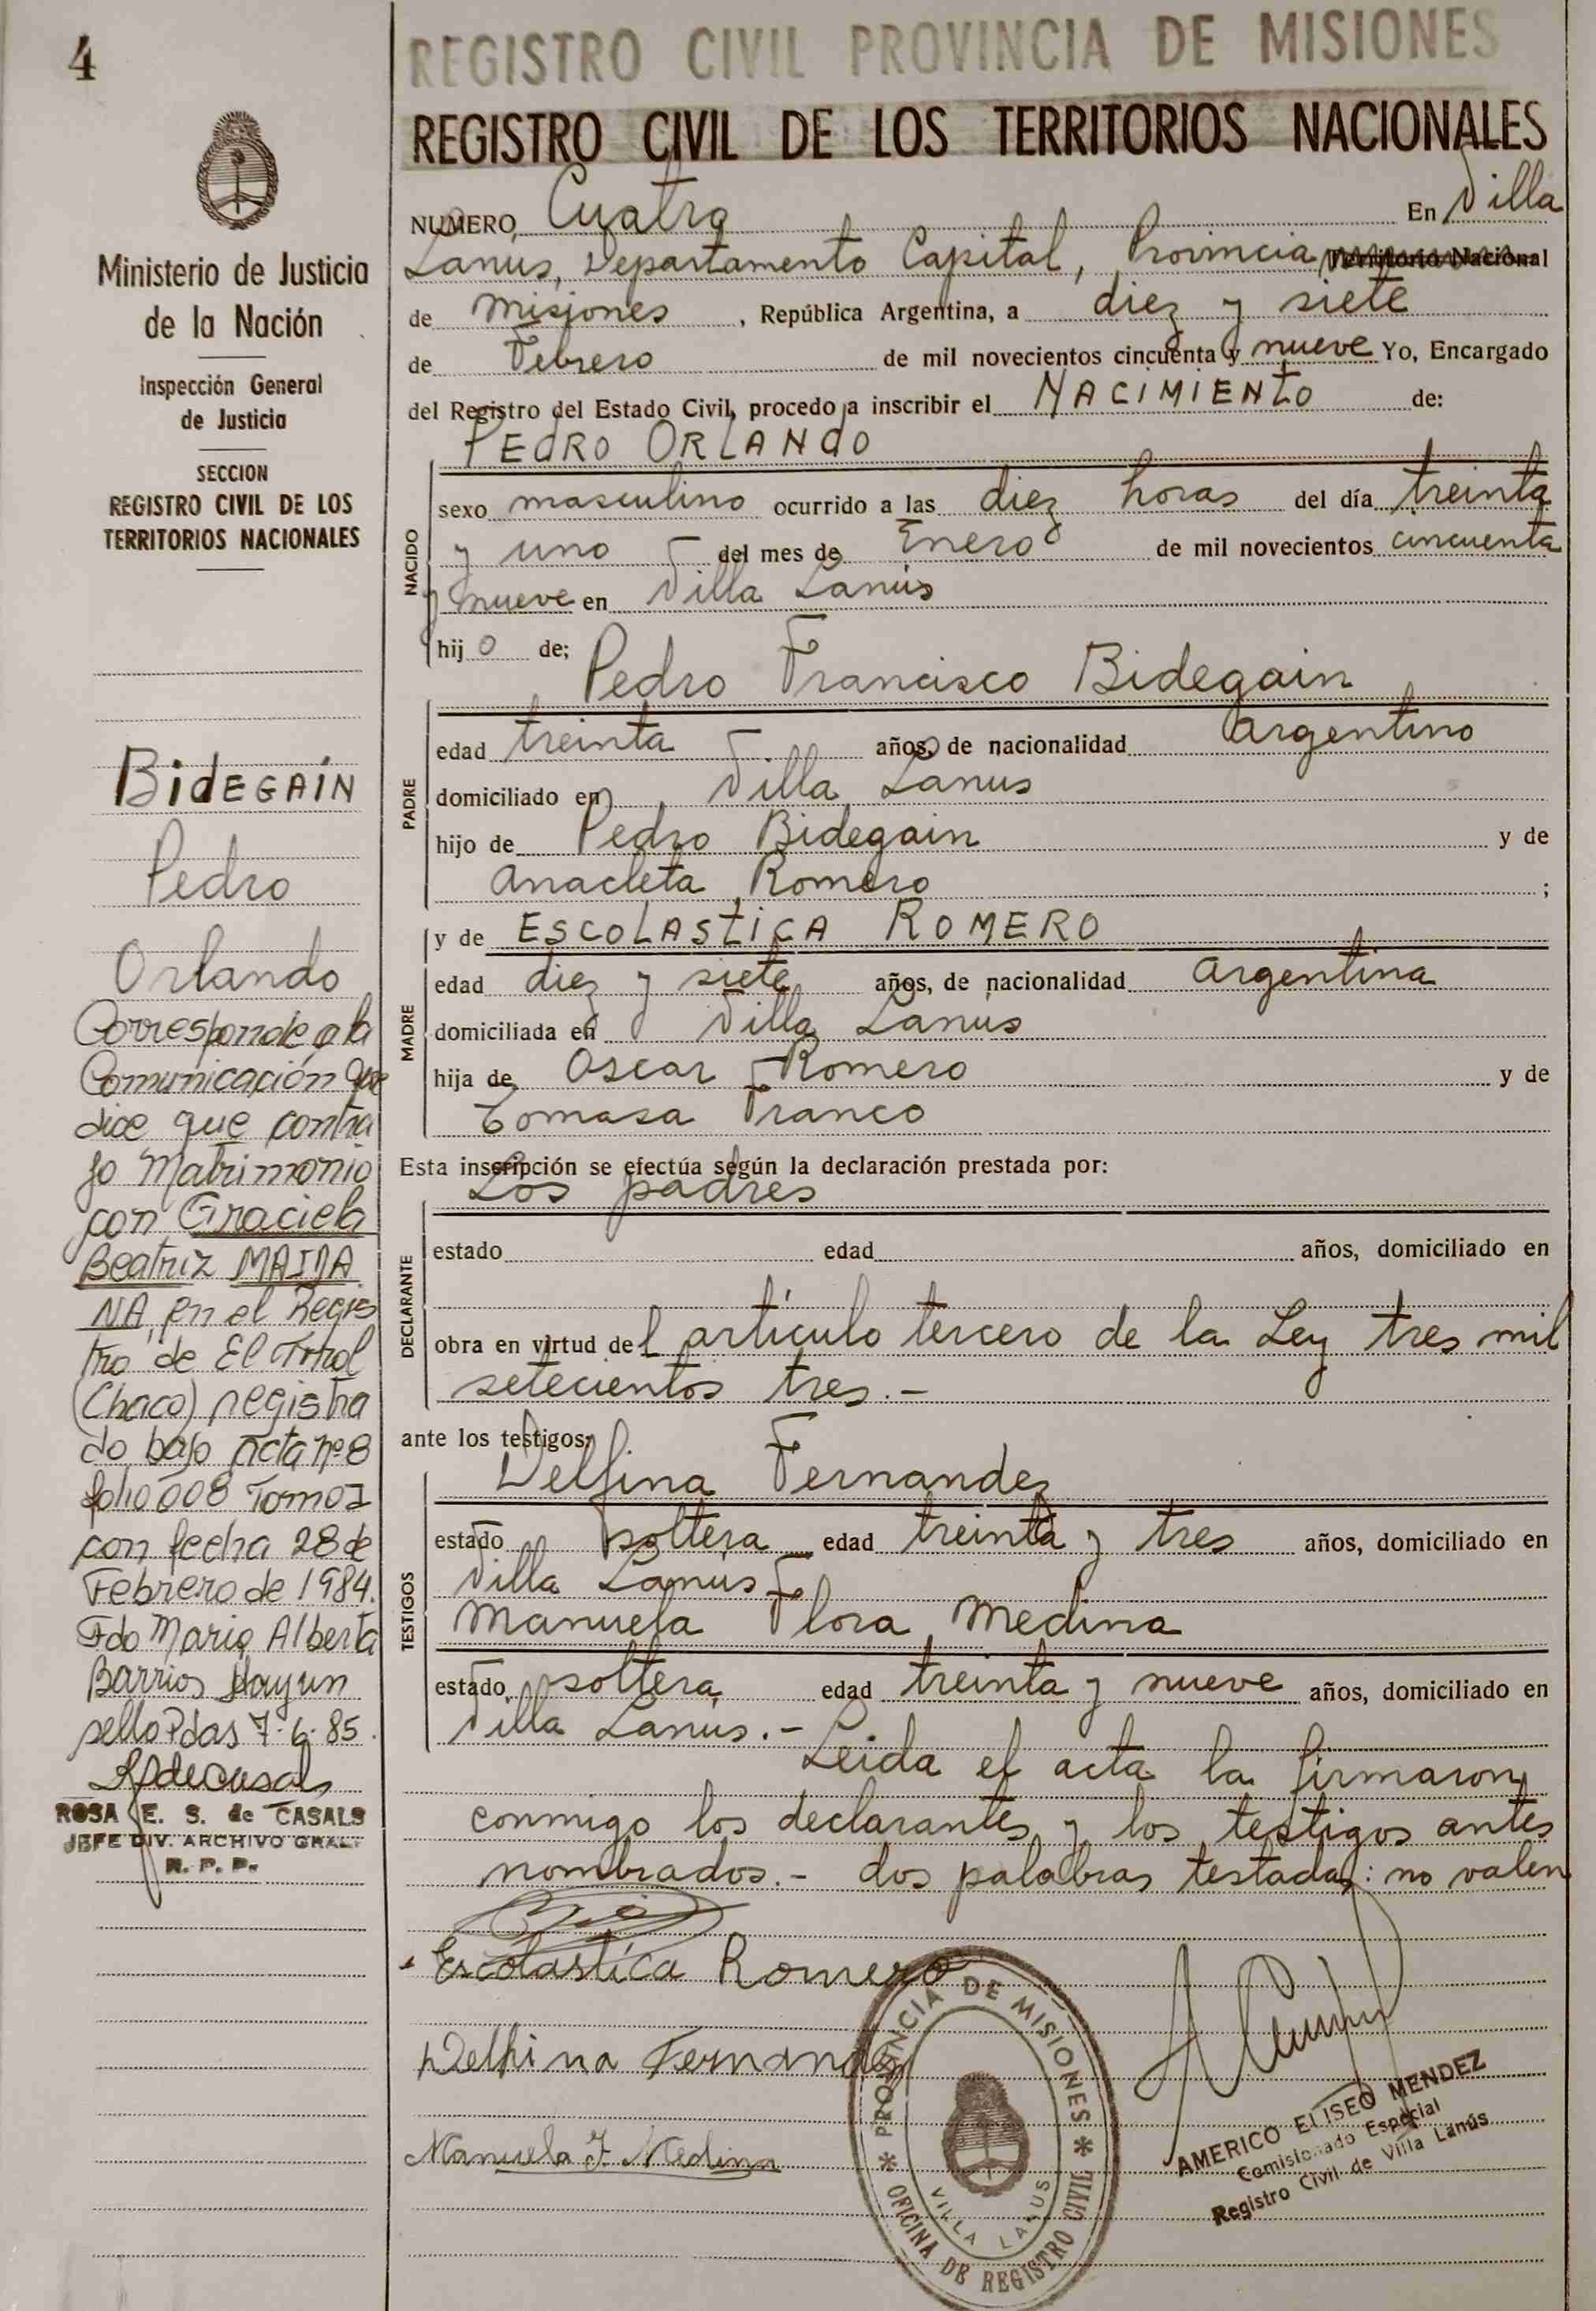 4
Ministerio de Justicia
de la Nación
Inspección General
de Justicia
SECCION
REGISTRO CIVIL DE LOS
TERRITORIOS NACIONALES
BidEGAÍN
Pedro
Orlando
Corresponde a la
Comunicación que
dice que contra
jo Matrimonio
con Graciela
Beatriz MAIDA
NA, en el Regis
tro de El
(Chaco) registra
do bajo Acta nº 8
folio 008 Tomo I
con fecha 28 de
Febrero de 1984.
Fdo Maria Alberta
Barrios Hay un
sello Pdas 7-6-85.
ROSA E. S. de CASALS
JEFE DIV. ARCHIVO GRAL.
R. P. P.
REGISTRO CIVIL PROVINCIA DE MISIONES
REGISTRO CIVIL DE LOS TERRITORIOS NACIONALES
NUMERO Cuatro En Villa
Lanus, Departamento Capital, Provincia Territorio Nacional
de Misiones, República Argentina, a diez y siete
de Febrero de mil novecientos cincuenta y nueve Yo, Encargado
del Registro del Estado Civil, procedo a inscribir el NACIMIENTO de:
PEDRO ORLANDO
NACIDO
sexo masculino ocurrido a las diez horas del día treinta
y uno del mes de Enero de mil novecientos cincuenta
y nueve en Villa Lanús
hijo de; Pedro Francisco Bidegain
PADRE
edad treinta años, de nacionalidad argentino
domiciliado en Villa Lanus
hijo de Pedro Bidegain y de
Anacleta Romero ;
MADRE
y de ESCOLASTICA ROMERO
edad diez y siete años, de nacionalidad argentina
domiciliada en Villa Lanús
hija de Oscar Romero y de
Tomasa Franco
Esta inscripción se efectúa según la declaración prestada por:
Los padres
DECLARANTE
estado edad años, domiciliado en
obra en virtud del artículo tercero de la Ley tres mil
setecientos tres.-
ante los testigos:
Delfina Fernandez
TESTIGOS
estado soltera edad treinta y tres años, domiciliado en
Villa Lanús
Manuela Flora Medina
estado soltera edad treinta y nueve años, domiciliado en
Villa Lanús.- Leida el acta la firmaron
conmigo los declarantes y los testigos antes
nombrados.- dos palabras testadas: no valen
Escolastica Romero
Delhina Fernandez
Manuela F. Medina
PROVINCIA DE MISIONES
OFICINA DE REGISTRO CIVIL
VILLA LANUS
AMERICO ELISEO MENDEZ
Comisionado Especial
Registro Civil de Villa Lanús